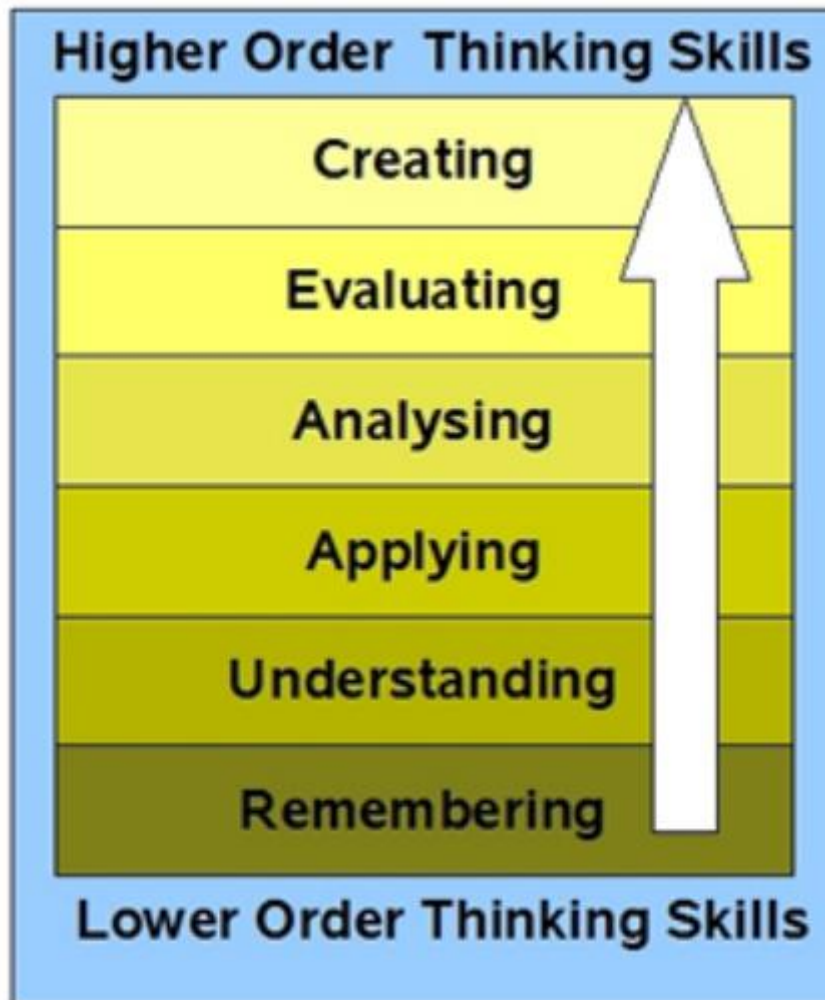 Higher Order Thinking Skills
Creating
Evaluating
Analysing
Applying
Understanding
Remembering
Lower Order Thinking Skills